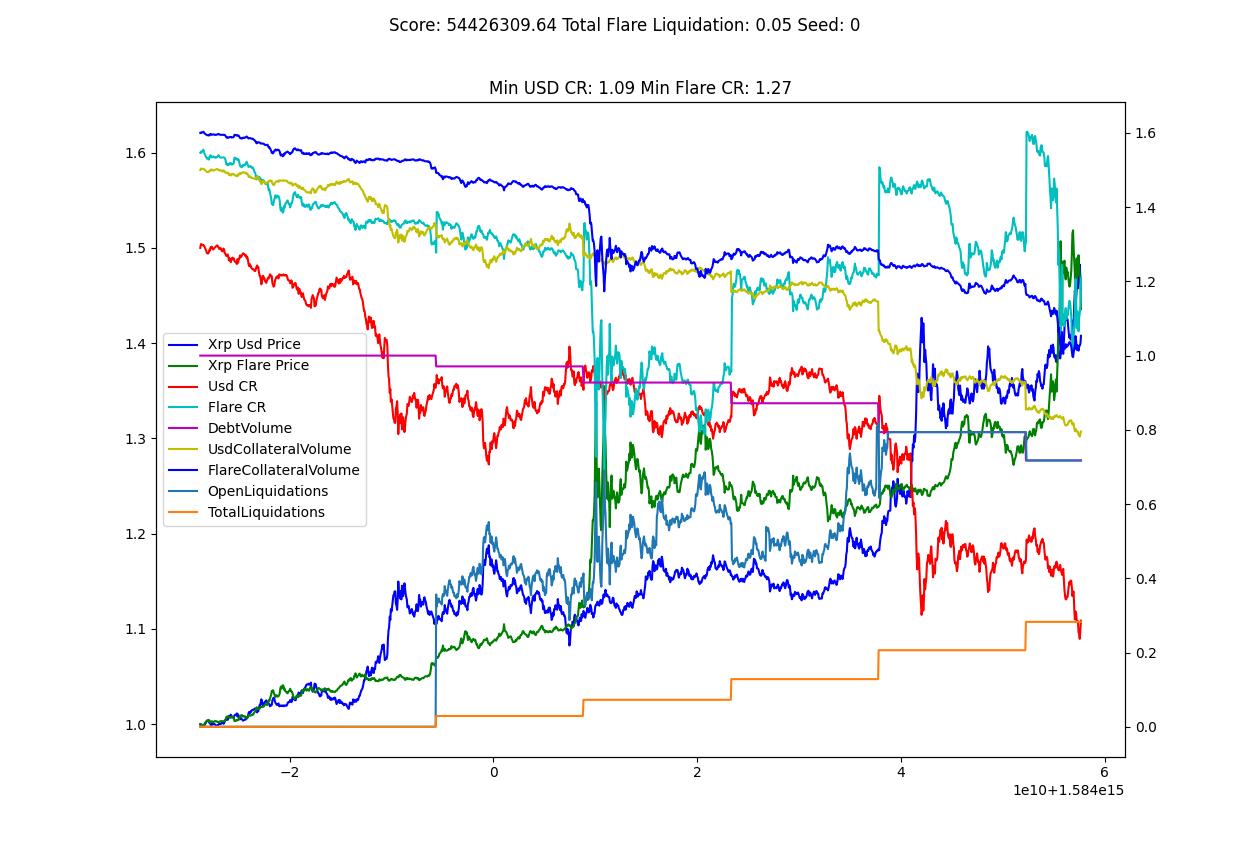 Score: 54426309.64 Total Flare Liquidation: 0.05 Seed: 0
Min USD CR: 1.09 Min Flare CR: 1.27
1.6
1.5
1.4
1.3
1.2
1.1
1.0
Xrp Usd Price
Xrp Flare Price
Usd CR
Flare CR
DebtVolume
UsdCollateralVolume
FlareCollateralVolume
OpenLiquidations
TotalLiquidations
1.6
1.4
1.2
1.0
0.8
0.6
0.4
0.2
0.0
−2 0 2 4 6
1e10+1.584e15